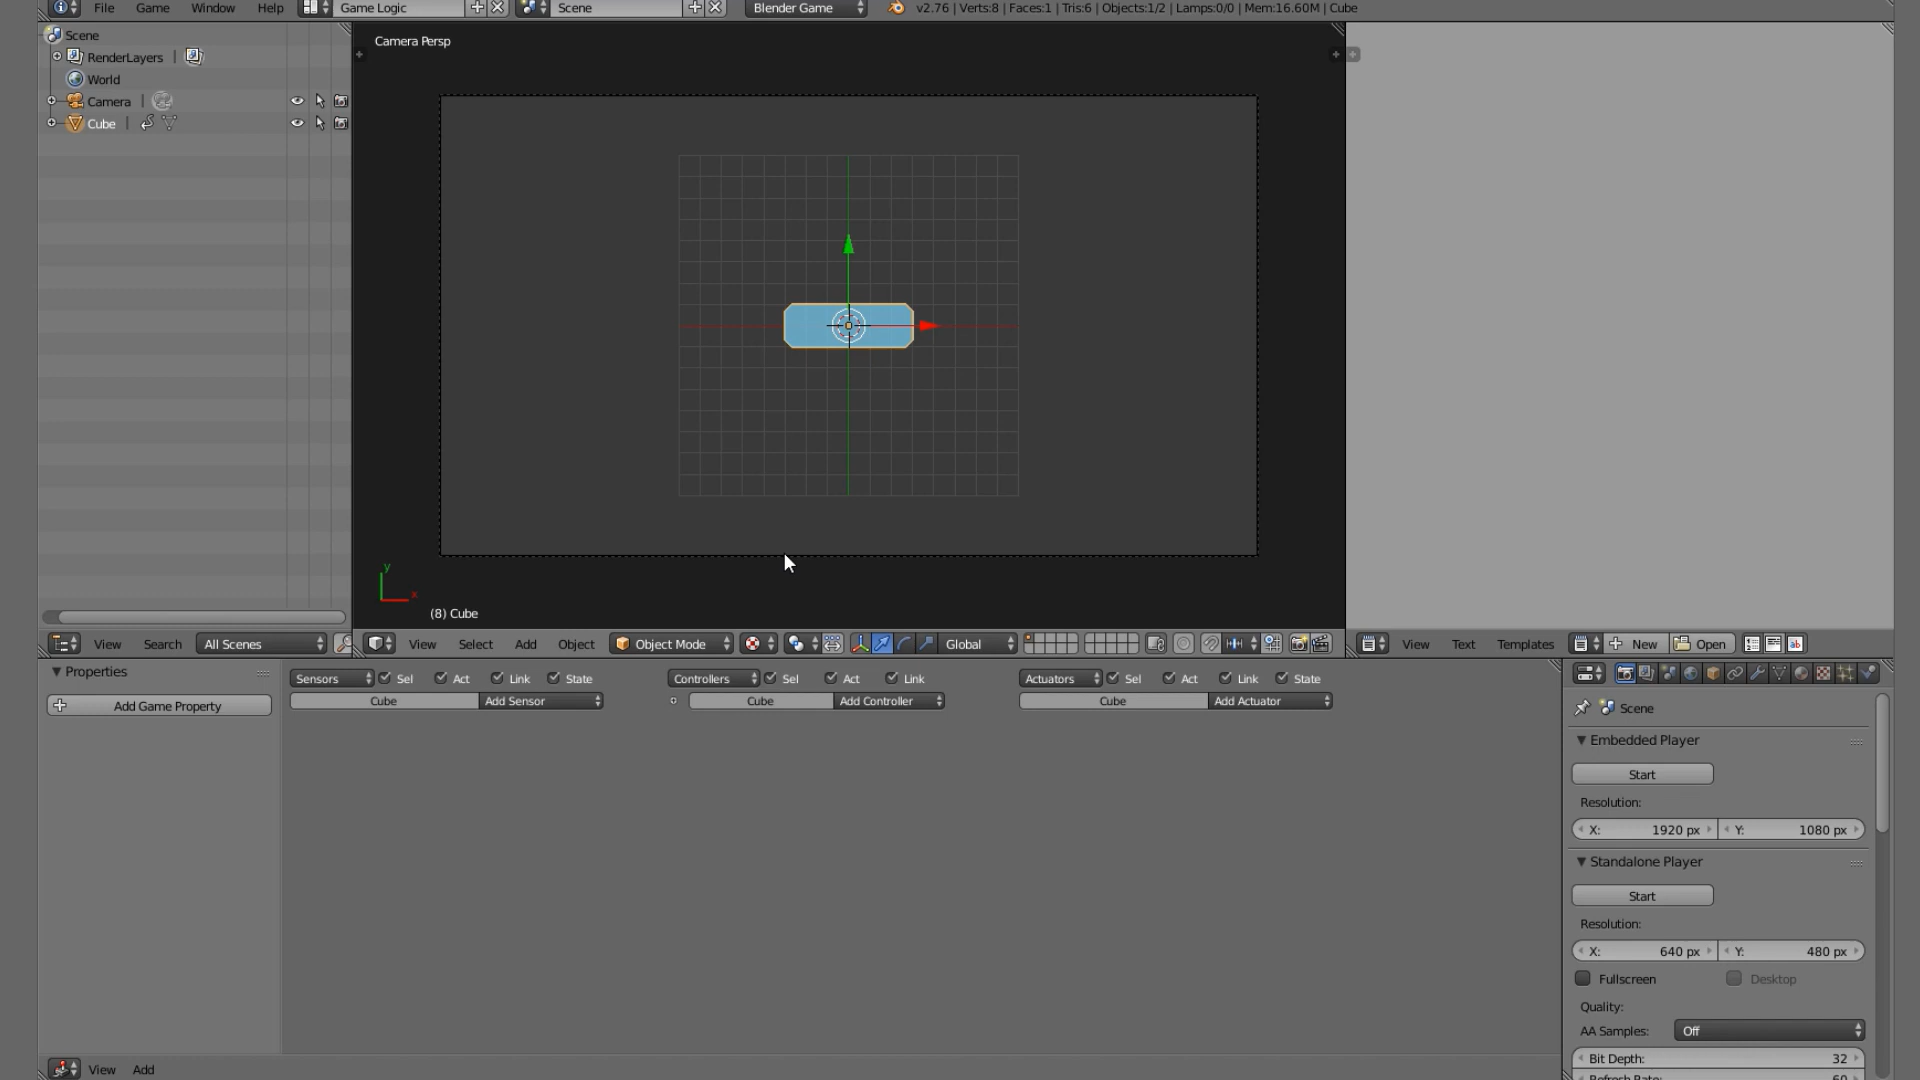 File Game Window Help Game Logic Scene Blender Game v2.76 | Verts:8 | Faces:1 | Tris:6 | Objects:1/2 | Lamps:0/0 | Mem:16.60M | Cube
Scene
RenderLayers |
World
Camera |
Cube |
Camera Persp
y
x
(8) Cube
View Search All Scenes
View Select Add Object Object Mode Global
View Text Templates New Open
Properties
Add Game Property
Sensors Sel Act Link State
Cube Add Sensor
Controllers Sel Act Link
Cube Add Controller
Actuators Sel Act Link State
Cube Add Actuator
Scene
Embedded Player
Start
Resolution:
X: 1920 px Y: 1080 px
Standalone Player
Start
Resolution:
X: 640 px Y: 480 px
Fullscreen Desktop
Quality:
AA Samples: Off
Bit Depth: 32
View Add